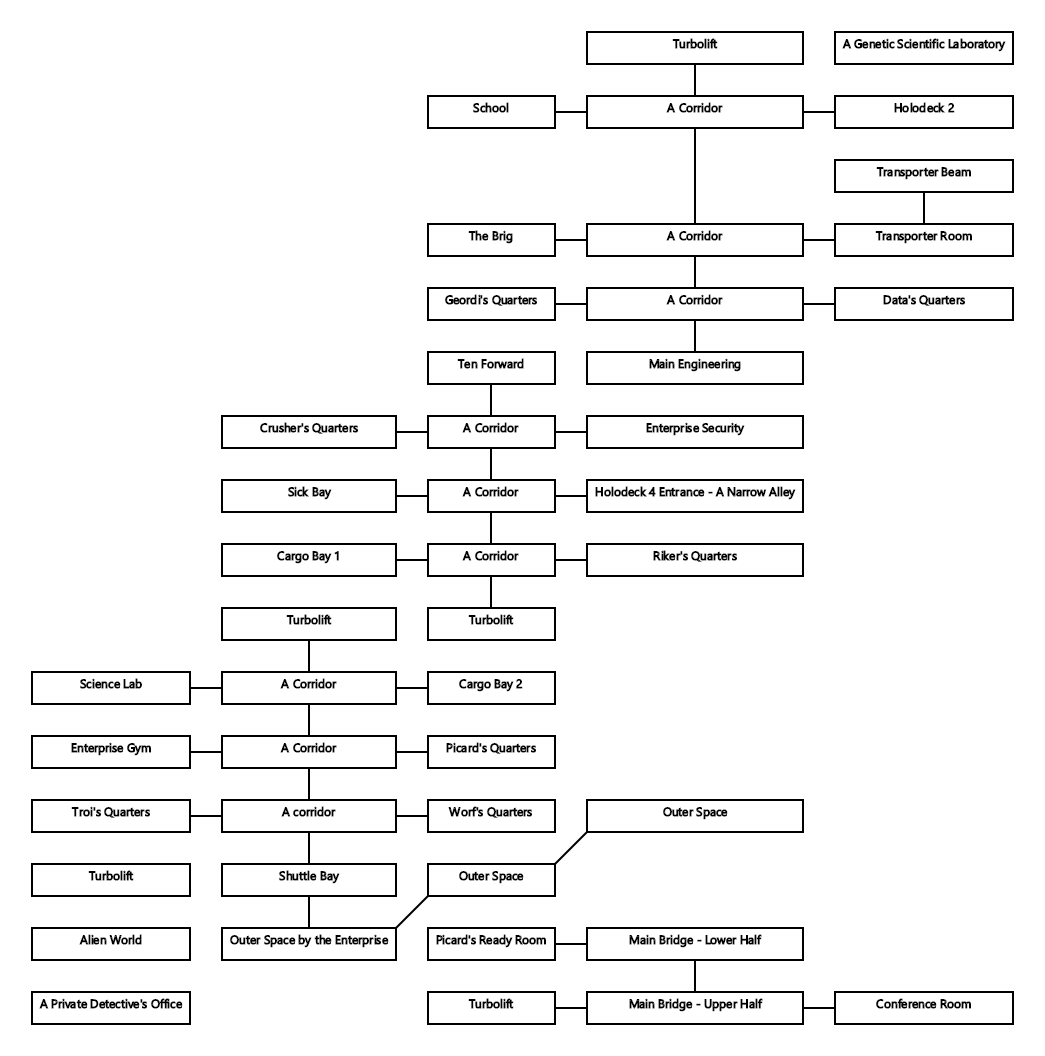 Turbolift
A Genetic Scientific Laboratory
School
A Corridor
Holodeck 2
Transporter Beam
The Brig
A Corridor
Transporter Room
Geordi's Quarters
A Corridor
Data's Quarters
Ten Forward
Main Engineering
Crusher's Quarters
A Corridor
Enterprise Security
Sick Bay
A Corridor
Holodeck 4 Entrance - A Narrow Alley
Cargo Bay 1
A Corridor
Riker's Quarters
Turbolift
Turbolift
Science Lab
A Corridor
Cargo Bay 2
Enterprise Gym
A Corridor
Picard's Quarters
Troi's Quarters
A corridor
Worf's Quarters
Outer Space
Turbolift
Shuttle Bay
Outer Space
Alien World
Outer Space by the Enterprise
Picard's Ready Room
Main Bridge - Lower Half
A Private Detective's Office
Turbolift
Main Bridge - Upper Half
Conference Room